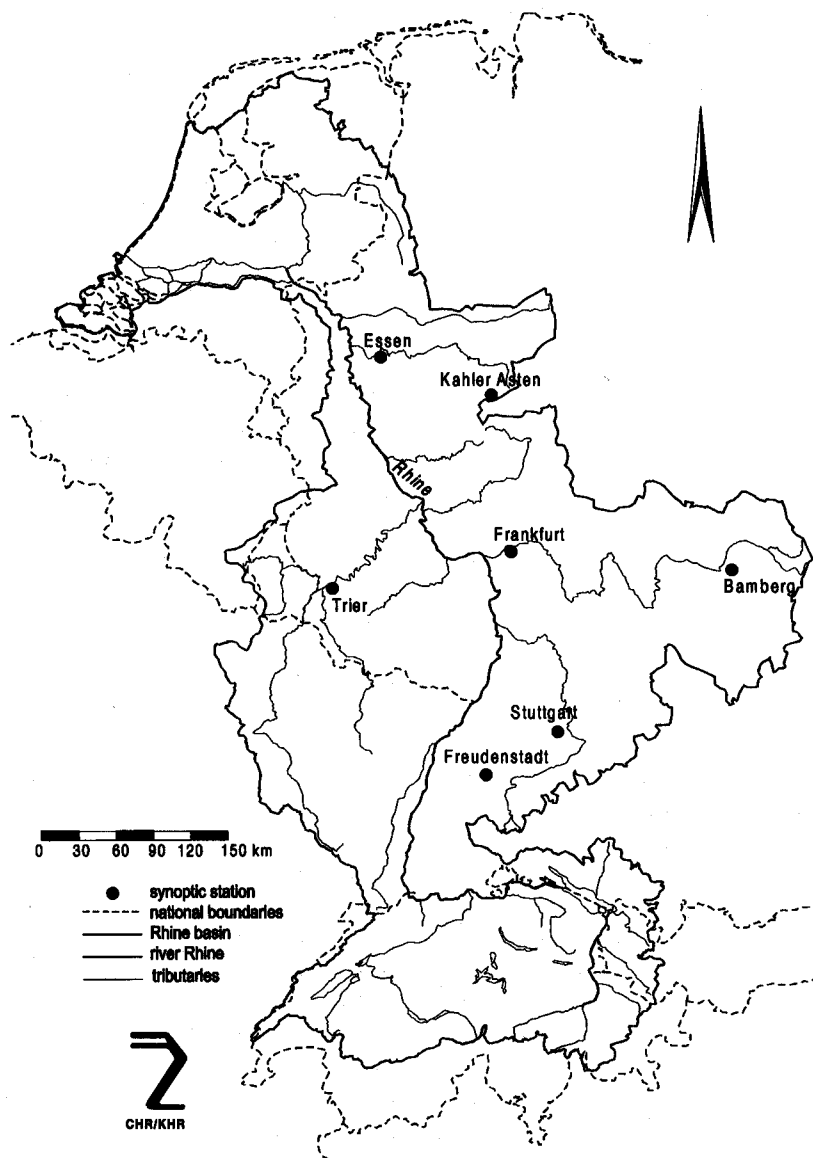 Essen
Kahler Asten
Rhine
Frankfurt
Bamberg
Trier
Stuttgart
Freudenstadt
0 30 60 90 120 150 km
synoptic station
national boundaries
Rhine basin
river Rhine
tributaries
CHR/KHR